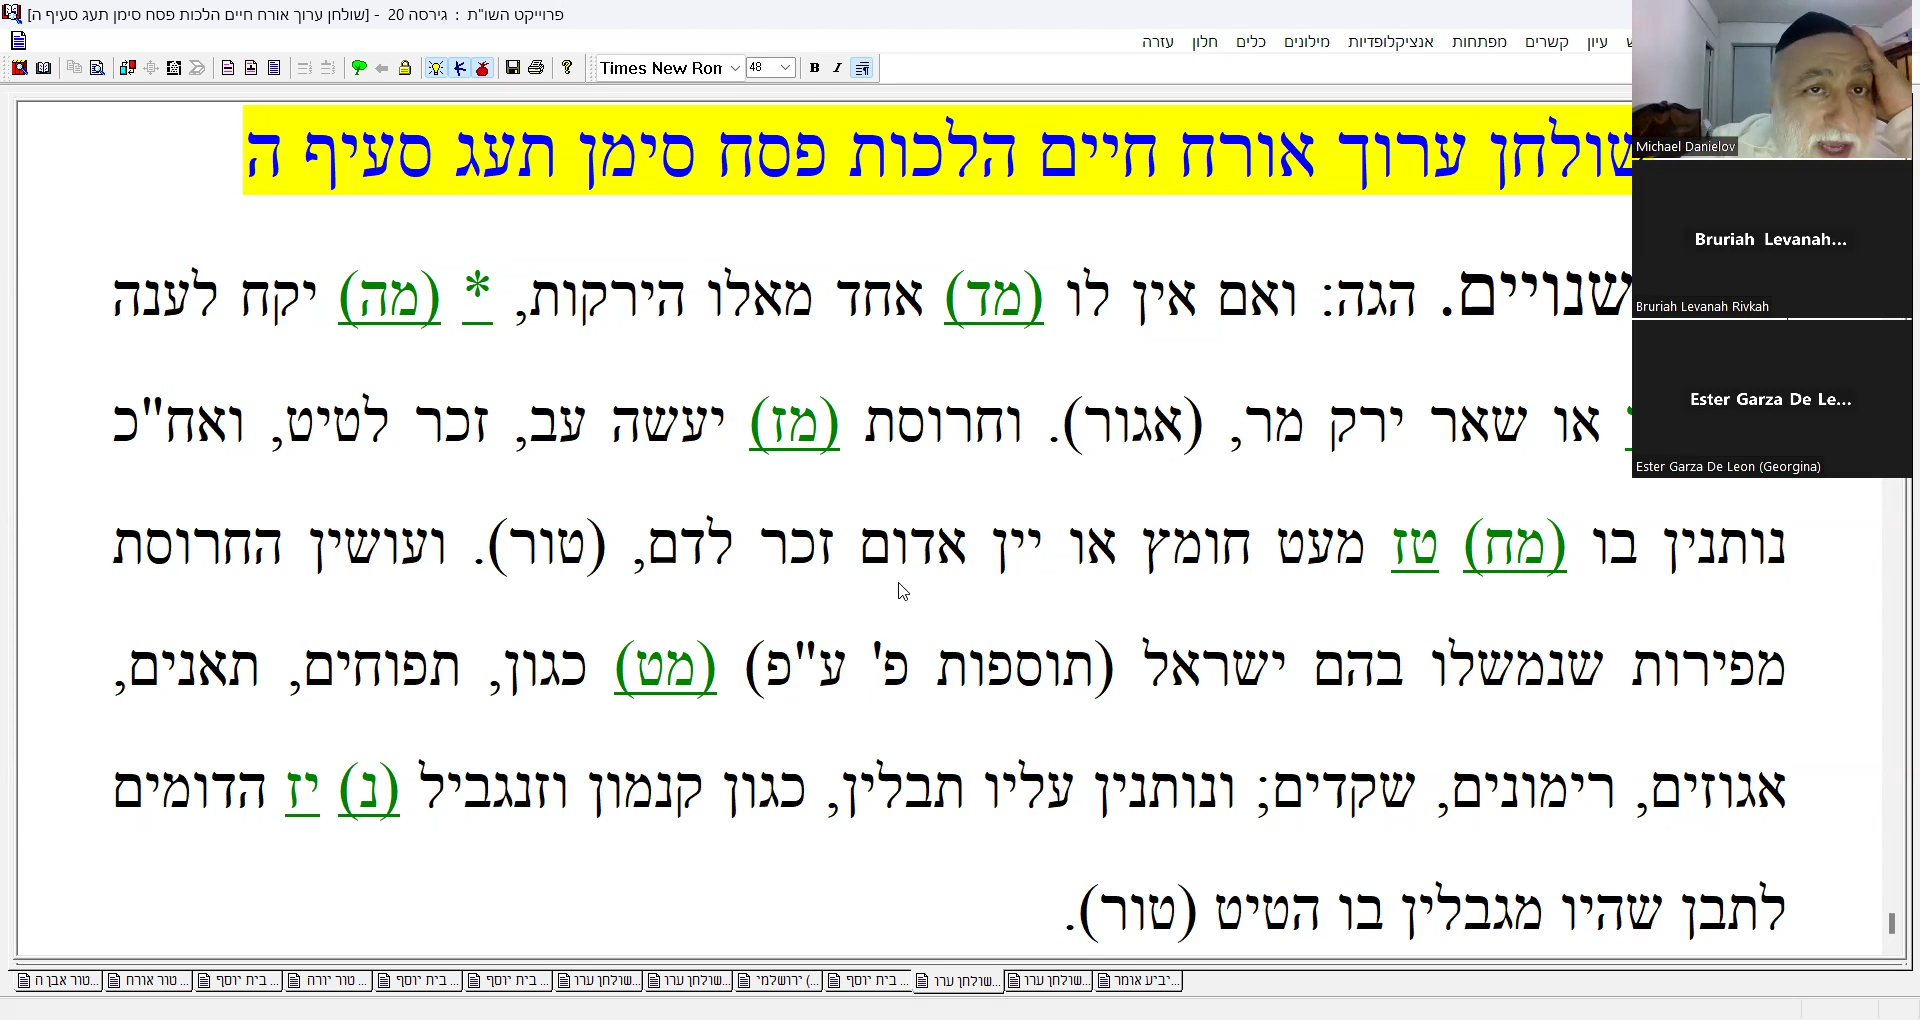 פרוייקט השו"ת : גירסה 20 - [שולחן ערוך אורח חיים הלכות פסח סימן תעג סעיף ה]
עיון קשרים מפתחות אנציקלופדיות מילונים כלים חלון עזרה
Times New Ron 48 B I
שולחן ערוך אורח חיים הלכות פסח סימן תעג סעיף ה
שנויים. הגה: ואם אין לו (מד) אחד מאלו הירקות, * (מה) יקח לענה
או שאר ירק מר, (אגור). וחרוסת (מז) יעשה עב, זכר לטיט, ואח"כ
נותנין בו (מח) טז מעט חומץ או יין אדום זכר לדם, (טור). ועושין החרוסת
מפירות שנמשלו בהם ישראל (תוספות פ' ע"פ) (מט) כגון, תפוחים, תאנים,
אגוזים, רימונים, שקדים; ונותנין עליו תבלין, כגון קנמון וזנגביל (נ) יז הדומים
לתבן שהיו מגבלין בו הטיט (טור).
Michael Danielov
Bruriah Levanah...
Bruriah Levanah Rivkah
Ester Garza De Le...
Ester Garza De Leon (Georgina)
יביע אומר... שולחן ערו... שולחן ערו... בית יוסף... ירושלמי (... שולחן ערו... שולחן ערו... בית יוסף... בית יוסף... טור יורה... בית יוסף... טור אורח... טור אבן ה...